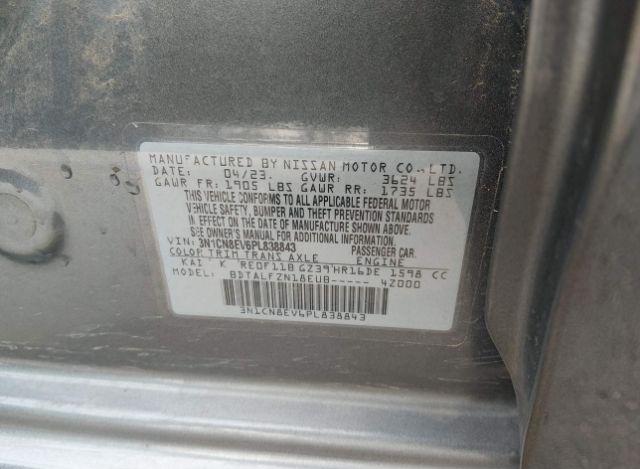 MANUFACTURED BY NISSAN MOTOR CO.,LTD.
DATE: 04/23. GVWR: 3624 LBS
GAWR FR: 1905 LBS GAWR RR: 1735 LBS
THIS VEHICLE CONFORMS TO ALL APPLICABLE FEDERAL MOTOR
VEHICLE SAFETY, BUMPER AND THEFT PREVENTION STANDARDS
IN EFFECT ON THE DATE OF MANUFACTURE SHOWN ABOVE.
SEE OWNER'S MANUAL FOR ADDITIONAL INFORMATION
VIN: 3N1CN8EV6PL838843 PASSENGER CAR.
COLOR TRIM TRANS AXLE ENGINE
KAI K RE0F11B GZ39 HR16DE 1598 CC
MODEL: BDTALFZN18EUB----- 4Z000
3N1CN8EV6PL838843